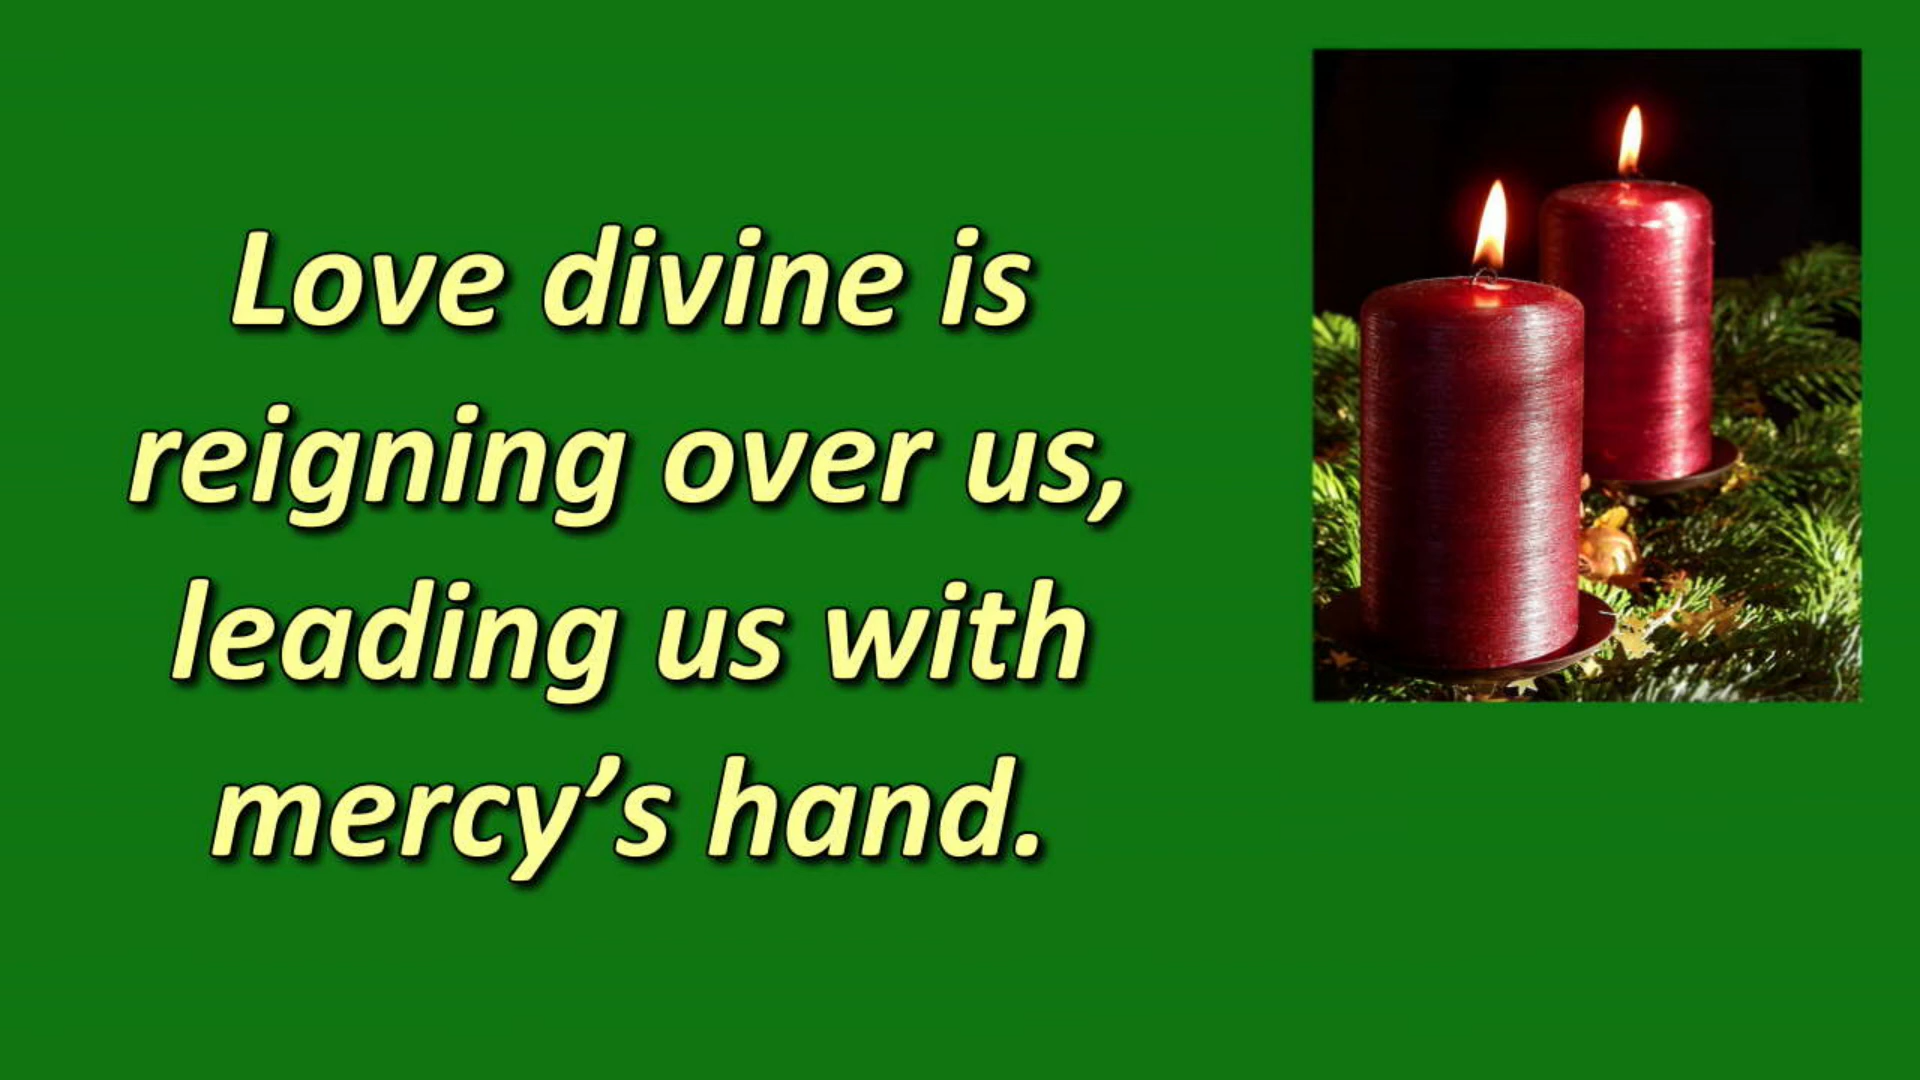 Love divine is
reigning over us,
leading us with
mercy’s hand.